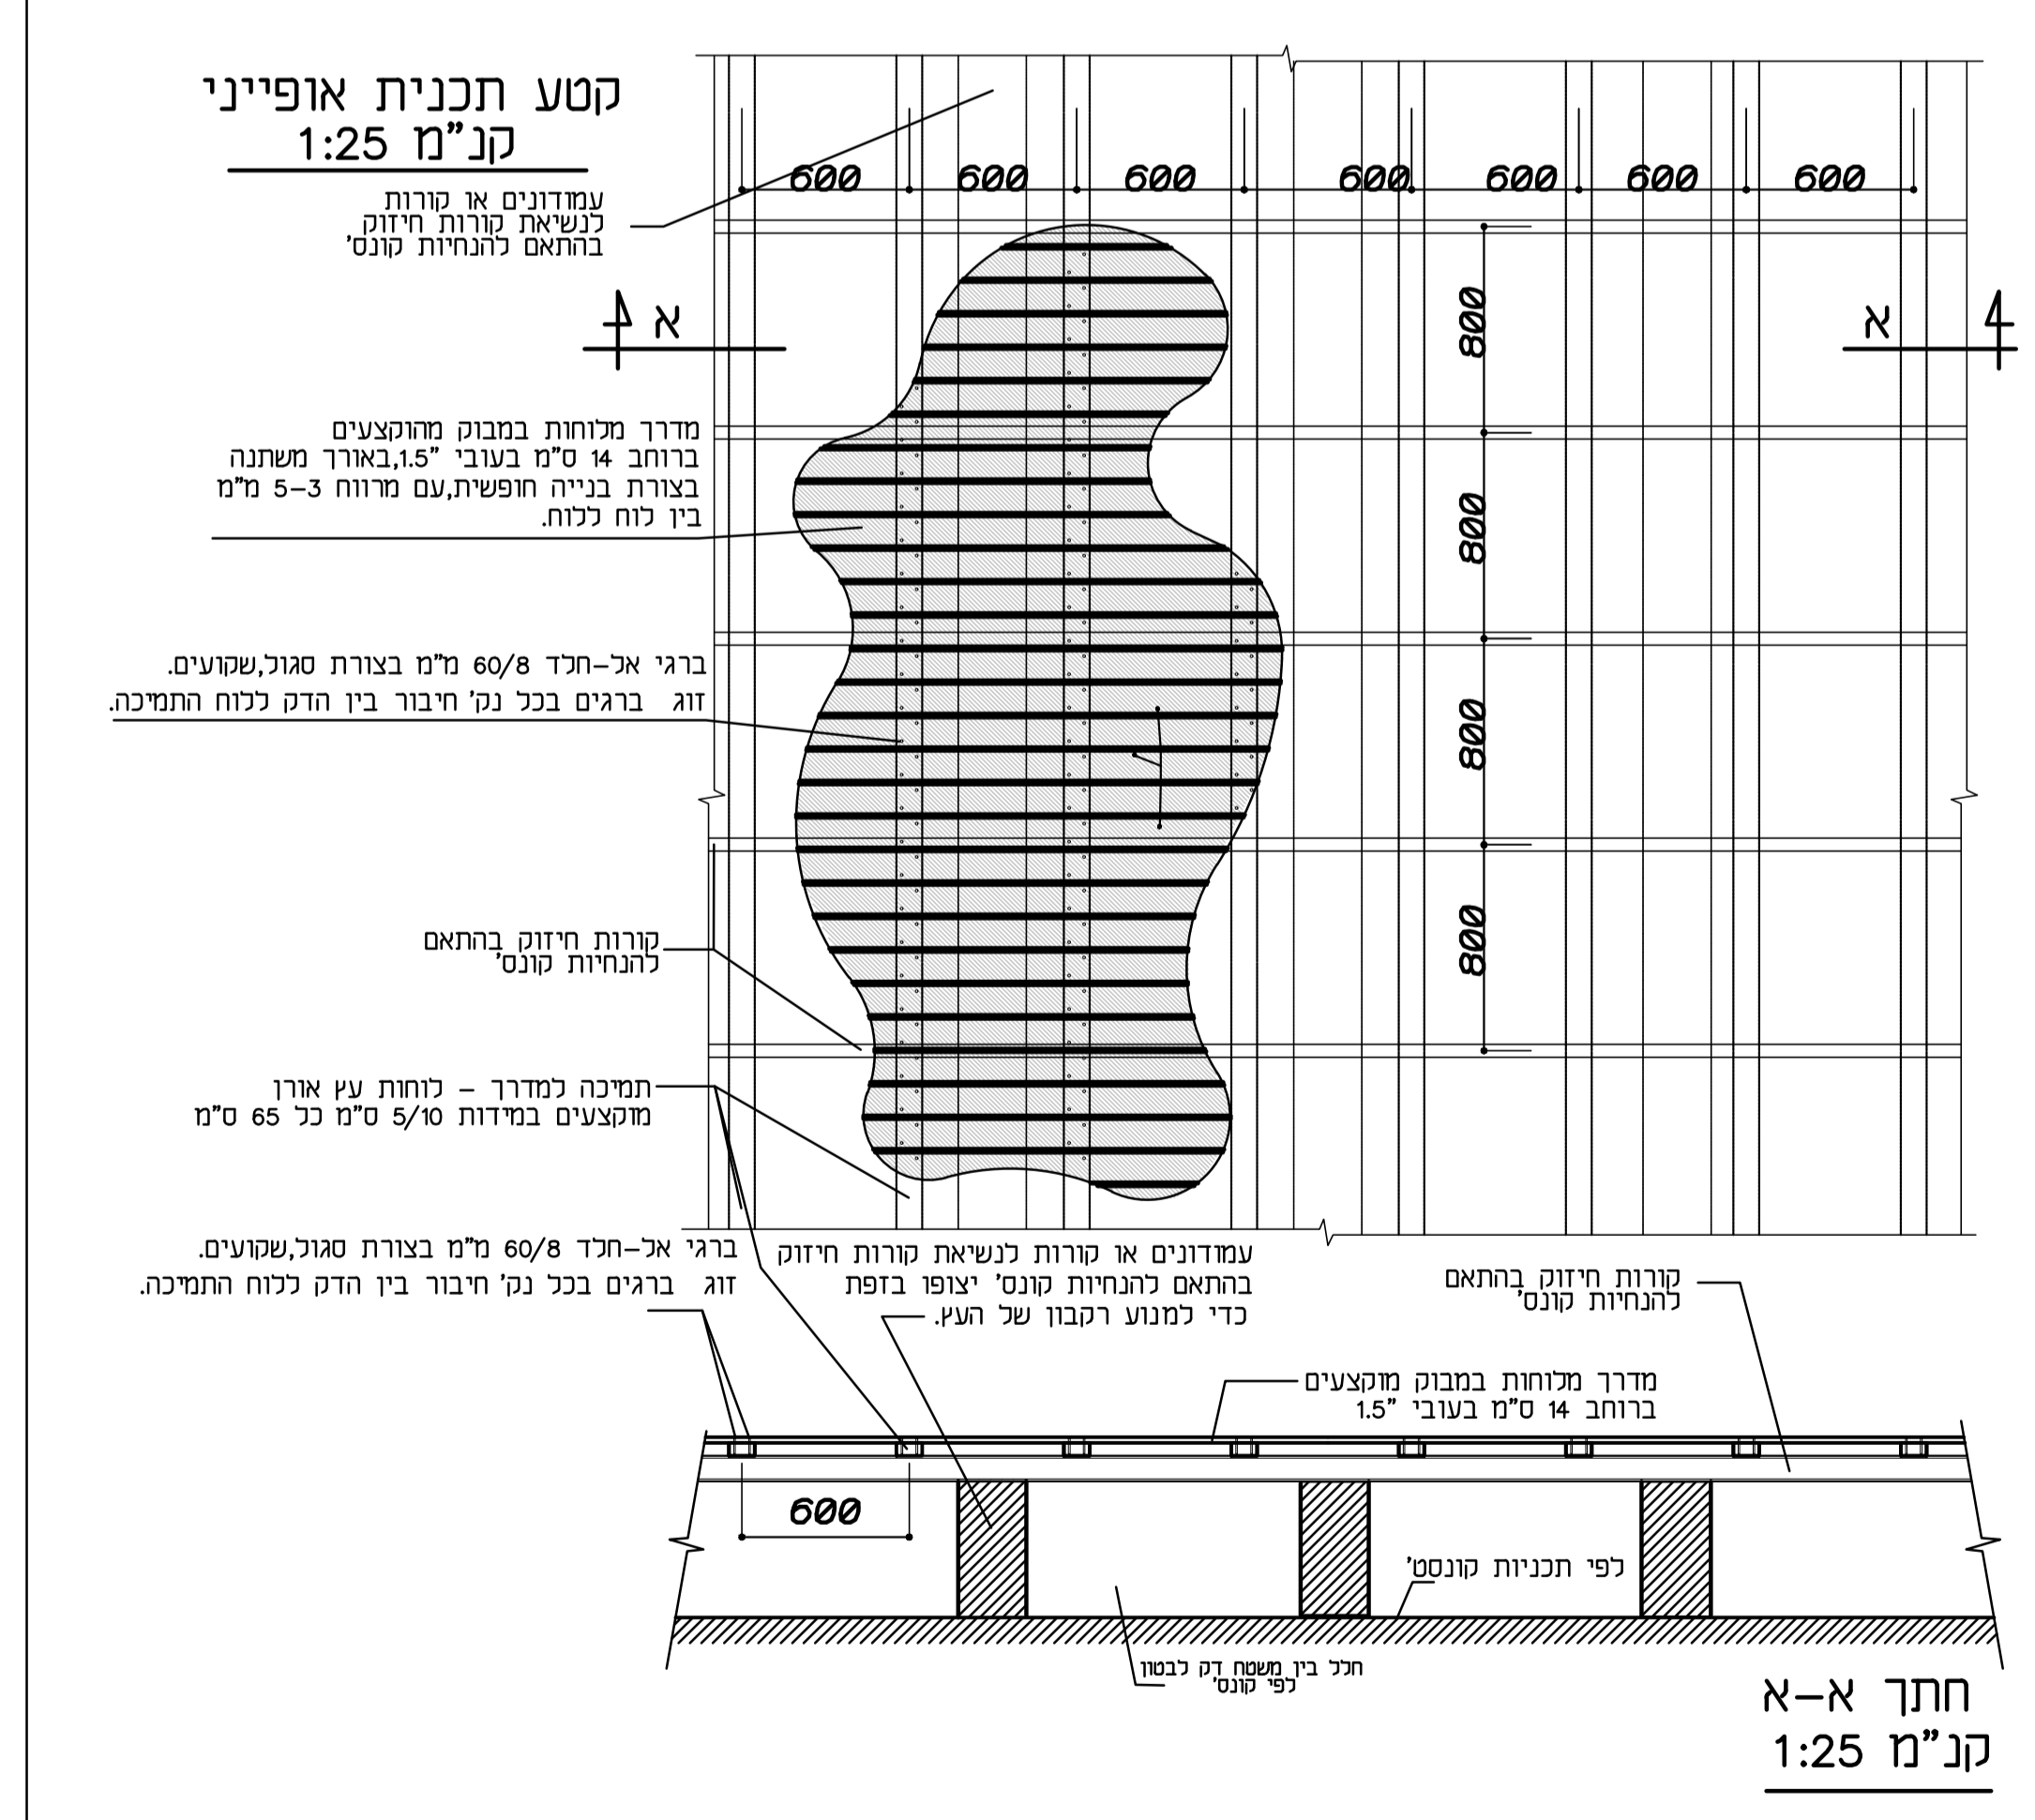 קטע תכנית אופייני
קנ"מ 1:25
עמודונים או קורות
לנשיאת קורות חיזוק
בהתאם להנחיות קונס'
600
600
600
600
600
600
600
א
א
800
800
800
800
מדרך מלוחות במבוק מהוקצעים
ברוחב 14 ס"מ בעובי "1.5,באורך משתנה
בצורת בנייה חופשית,עם מרווח 5-3 מ"מ
בין לוח ללוח.
ברגי אל-חלד 60/8 מ"מ בצורת סגול,שקועים.
זוג ברגים בכל נק' חיבור בין הדק ללוח התמיכה.
קורות חיזוק בהתאם
להנחיות קונס'
תמיכה למדרך - לוחות עץ אורן
מוקצעים במידות 5/10 ס"מ כל 65 ס"מ
ברגי אל-חלד 60/8 מ"מ בצורת סגול,שקועים.
זוג ברגים בכל נק' חיבור בין הדק ללוח התמיכה.
עמודונים או קורות לנשיאת קורות חיזוק
בהתאם להנחיות קונס' יצופו בזפת
כדי למנוע רקבון של העץ.
קורות חיזוק בהתאם
להנחיות קונס'
מדרך מלוחות במבוק מוקצעים
ברוחב 14 ס"מ בעובי "1.5
600
לפי תכניות קונסט'
חלל בין משטח דק לבטון
לפי קונס'
חתך א-א
קנ"מ 1:25